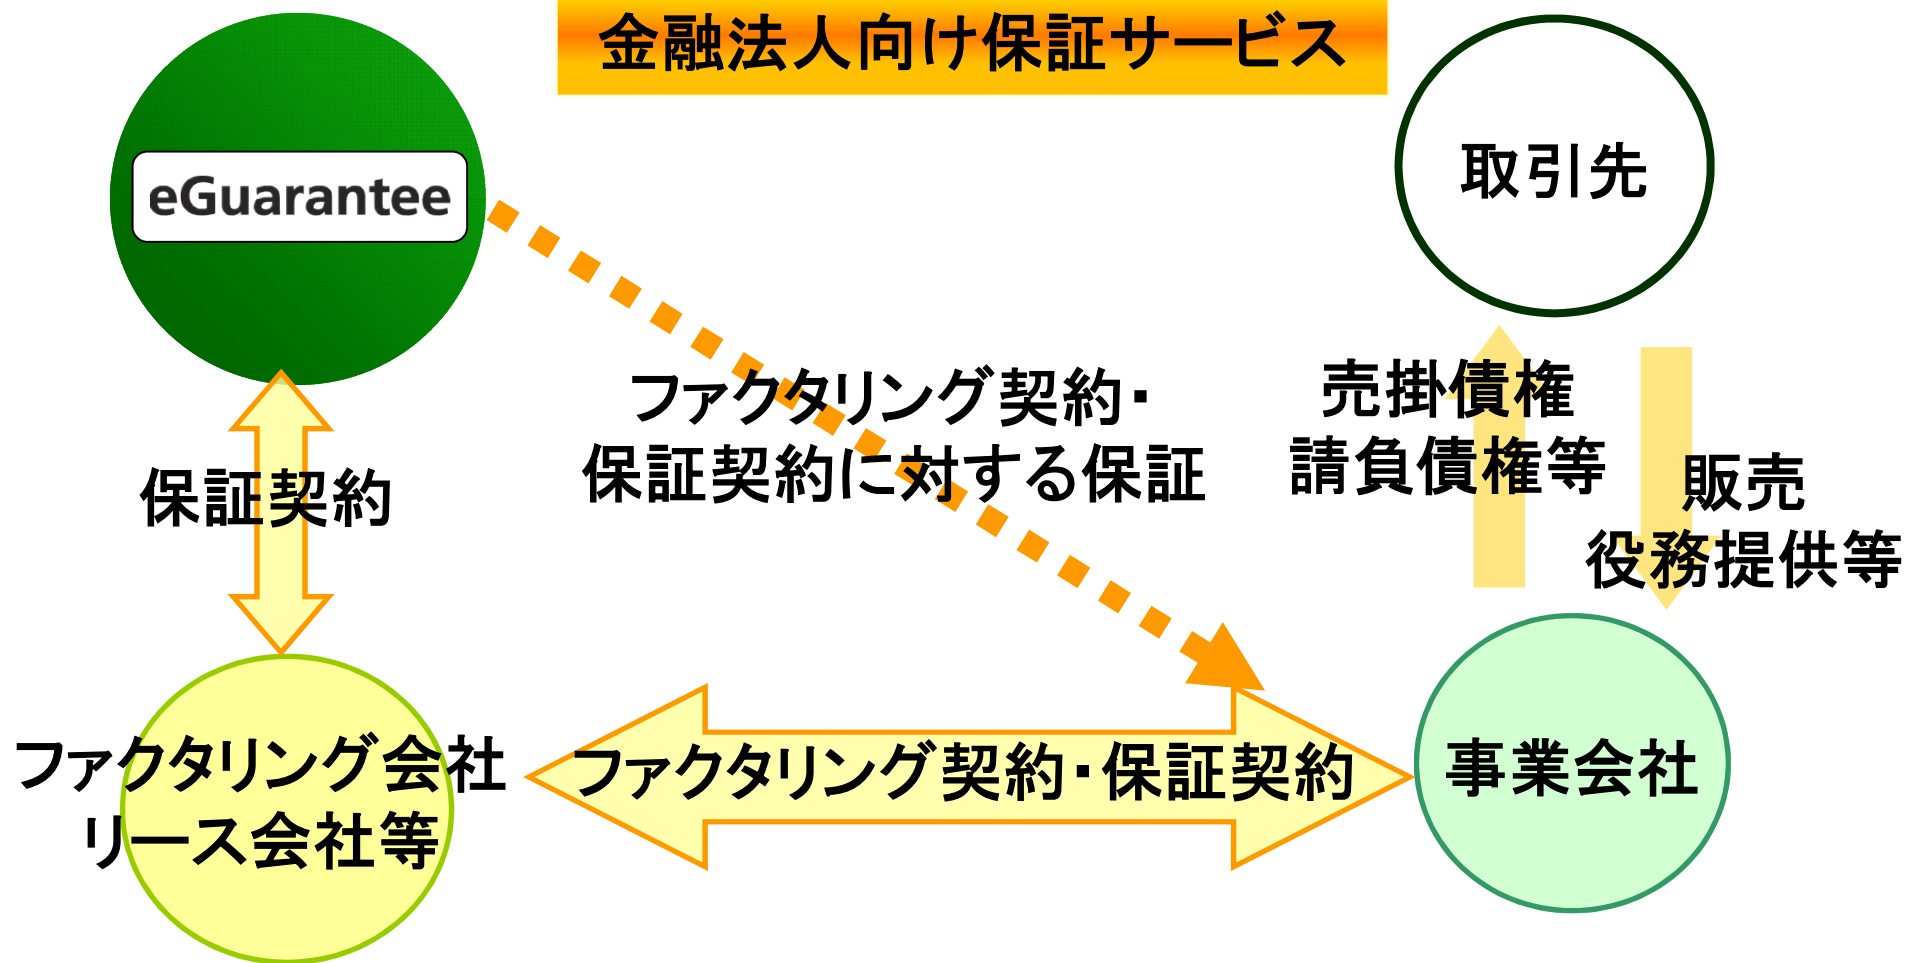 金融法人向け保証サービス
eGuarantee
取引先
ファクタリング契約・
保証契約に対する保証
売掛債権
請負債権等
販売
役務提供等
保証契約
ファクタリング会社
リース会社等
ファクタリング契約・保証契約
事業会社